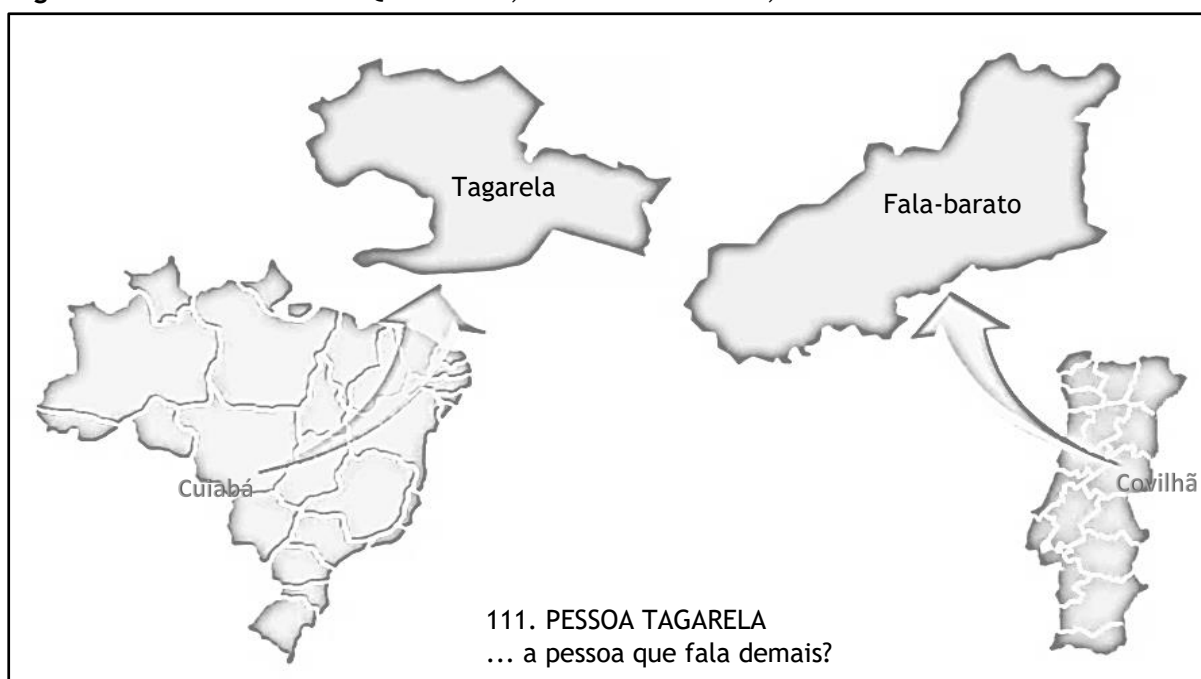 Tagarela
Fala-barato
Cuiabá
Covilhã
111. PESSOA TAGARELA
... a pessoa que fala demais?